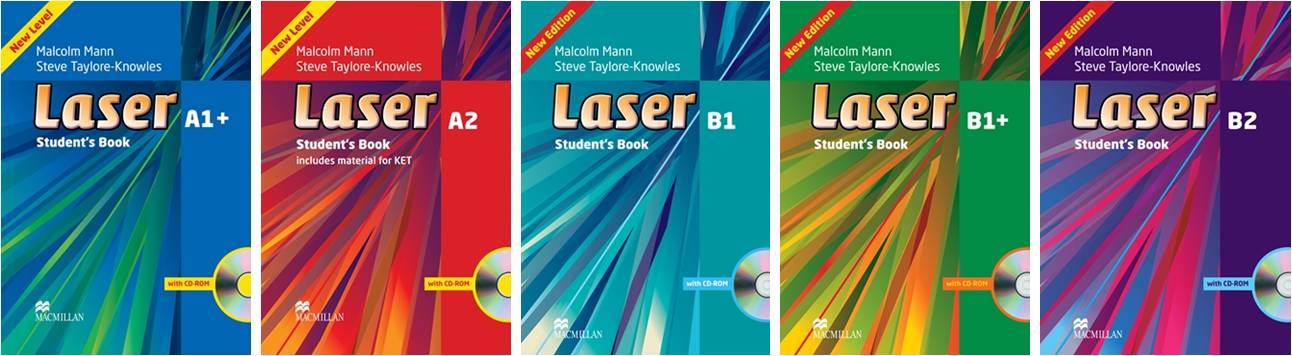 New Level
Malcolm Mann
Steve Taylore-Knowles
Laser A1+
Student's Book
with CD-ROM
MACMILLAN
New Level
Malcolm Mann
Steve Taylore-Knowles
Laser A2
Student's Book
includes material for KET
with CD-ROM
MACMILLAN
New Edition
Malcolm Mann
Steve Taylore-Knowles
Laser B1
Student's Book
with CD-ROM
MACMILLAN
New Edition
Malcolm Mann
Steve Taylore-Knowles
Laser B1+
Student's Book
with CD-ROM
MACMILLAN
New Edition
Malcolm Mann
Steve Taylore-Knowles
Laser B2
Student's Book
with CD-ROM
MACMILLAN